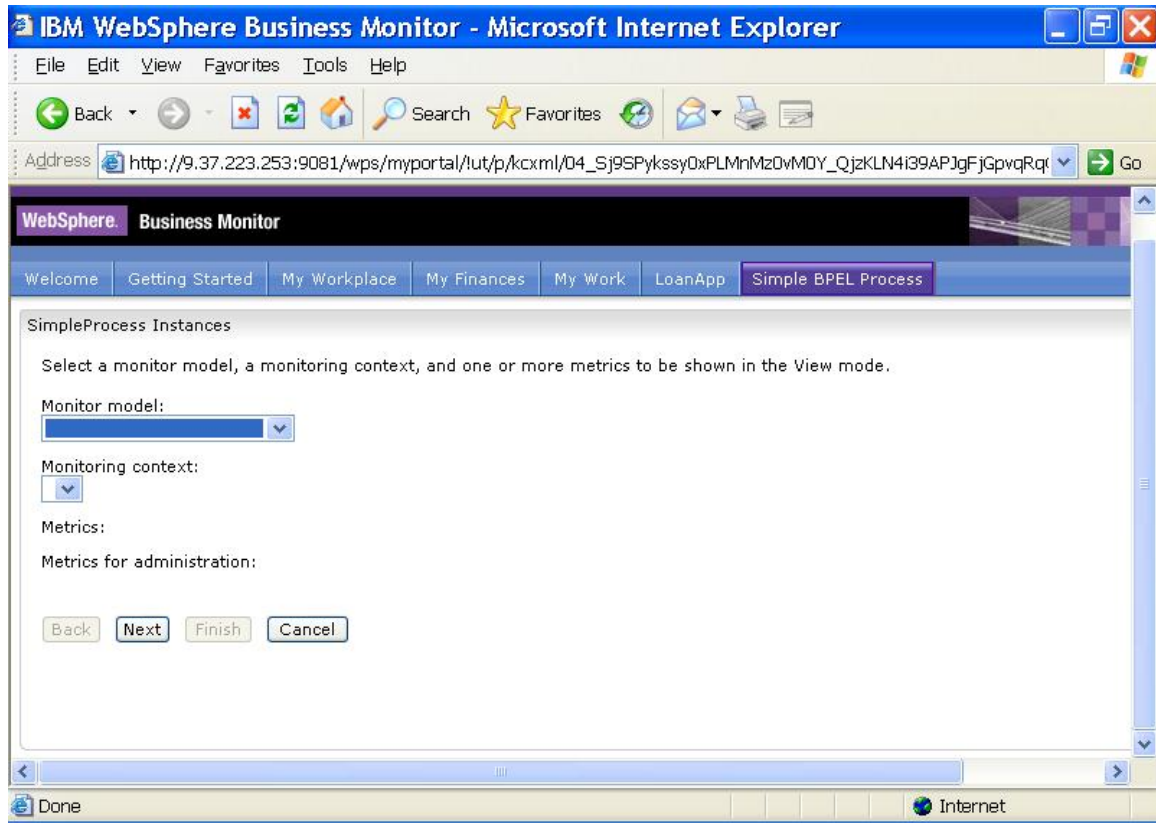 IBM WebSphere Business Monitor - Microsoft Internet Explorer
File Edit View Favorites Tools Help
Back Search Favorites
Address http://9.37.223.253:9081/wps/myportal/!ut/p/kcxml/04_Sj9SPykssy0xPLMnMz0vM0Y_QjzKLN4i39APJgFjGpvqRq Go
WebSphere. Business Monitor
Welcome Getting Started My Workplace My Finances My Work LoanApp Simple BPEL Process
SimpleProcess Instances
Select a monitor model, a monitoring context, and one or more metrics to be shown in the View mode.
Monitor model:
Monitoring context:
Metrics:
Metrics for administration:
Back Next Finish Cancel
Done Internet